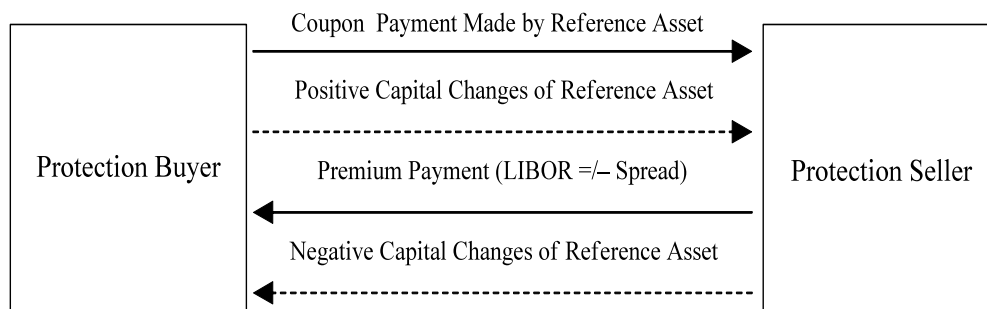 Coupon Payment Made by Reference Asset
Positive Capital Changes of Reference Asset
Protection Buyer
Premium Payment (LIBOR =/– Spread)
Protection Seller
Negative Capital Changes of Reference Asset